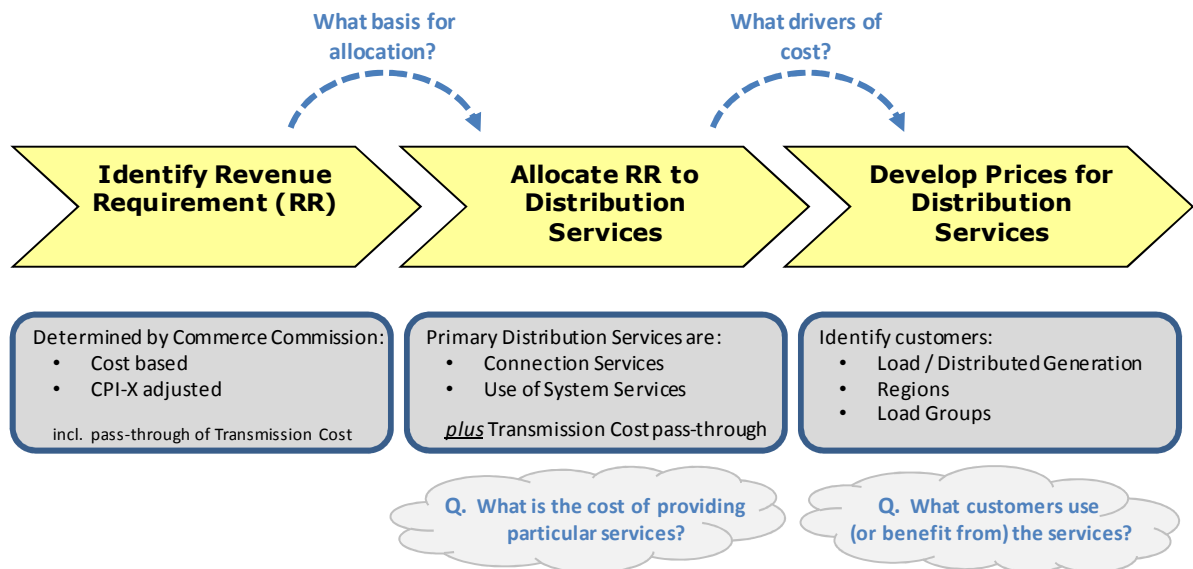 What basis for
allocation?
What drivers of
cost?
Identify Revenue
Requirement (RR)
Allocate RR to
Distribution
Services
Develop Prices for
Distribution
Services
Determined by Commerce Commission:
• Cost based
• CPI-X adjusted
incl. pass-through of Transmission Cost
Primary Distribution Services are:
• Connection Services
• Use of System Services
plus Transmission Cost pass-through
Identify customers:
• Load / Distributed Generation
• Regions
• Load Groups
Q. What is the cost of providing
particular services?
Q. What customers use
(or benefit from) the services?